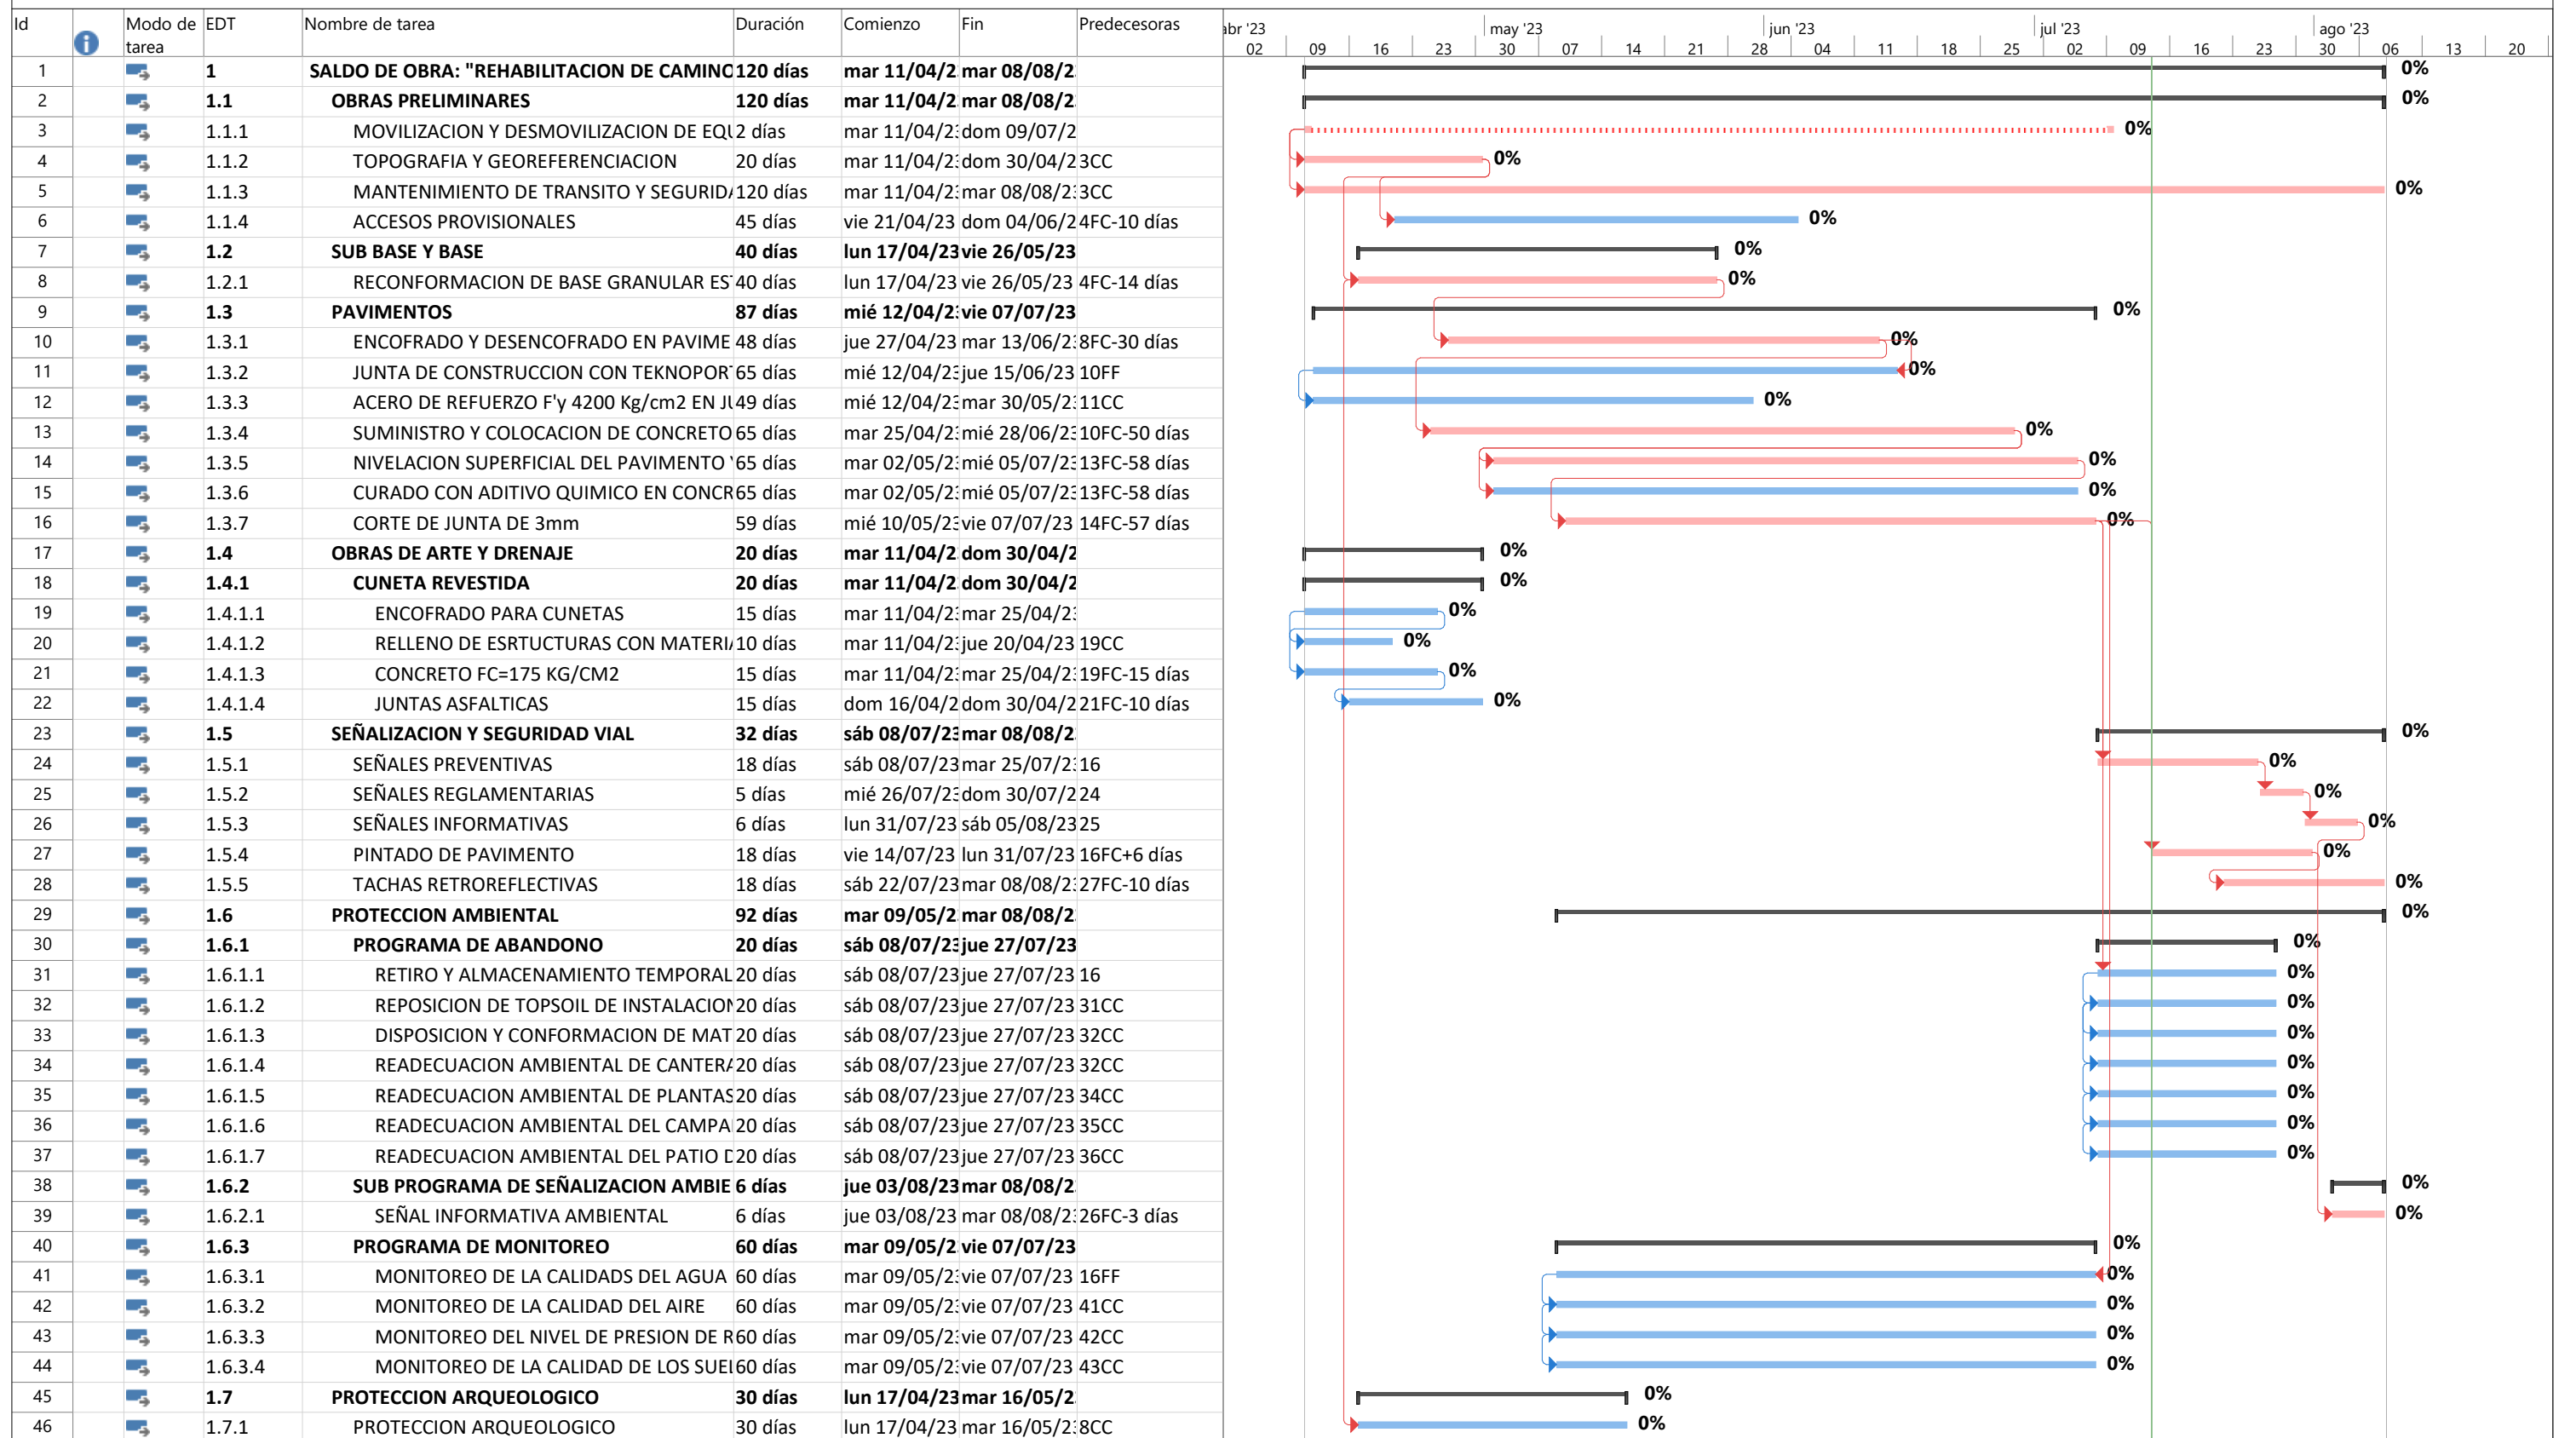 Id Modo de tarea EDT Nombre de tarea Duración Comienzo Fin Predecesoras
abr '23 may '23 jun '23 jul '23 ago '23
02 09 16 23 30 07 14 21 28 04 11 18 25 02 09 16 23 30 06 13 20
1 1 SALDO DE OBRA: "REHABILITACION DE CAMINO 120 días mar 11/04/2 mar 08/08/2 0%
2 1.1 OBRAS PRELIMINARES 120 días mar 11/04/2 mar 08/08/2 0%
3 1.1.1 MOVILIZACION Y DESMOVILIZACION DE EQU 2 días mar 11/04/2 dom 09/07/2 0%
4 1.1.2 TOPOGRAFIA Y GEOREFERENCIACION 20 días mar 11/04/2 dom 30/04/2 3CC 0%
5 1.1.3 MANTENIMIENTO DE TRANSITO Y SEGURIDA 120 días mar 11/04/2 mar 08/08/2 3CC 0%
6 1.1.4 ACCESOS PROVISIONALES 45 días vie 21/04/23 dom 04/06/2 4FC-10 días 0%
7 1.2 SUB BASE Y BASE 40 días lun 17/04/23 vie 26/05/23 0%
8 1.2.1 RECONFORMACION DE BASE GRANULAR ES 40 días lun 17/04/23 vie 26/05/23 4FC-14 días 0%
9 1.3 PAVIMENTOS 87 días mié 12/04/2 vie 07/07/23 0%
10 1.3.1 ENCOFRADO Y DESENCOFRADO EN PAVIME 48 días jue 27/04/23 mar 13/06/2 8FC-30 días 0%
11 1.3.2 JUNTA DE CONSTRUCCION CON TEKNOPOR 65 días mié 12/04/23 jue 15/06/23 10FF 0%
12 1.3.3 ACERO DE REFUERZO F'y 4200 Kg/cm2 EN JU 49 días mié 12/04/23 mar 30/05/2 11CC 0%
13 1.3.4 SUMINISTRO Y COLOCACION DE CONCRETO 65 días mar 25/04/2 mié 28/06/23 10FC-50 días 0%
14 1.3.5 NIVELACION SUPERFICIAL DEL PAVIMENTO Y 65 días mar 02/05/2 mié 05/07/23 13FC-58 días 0%
15 1.3.6 CURADO CON ADITIVO QUIMICO EN CONCR 65 días mar 02/05/2 mié 05/07/23 13FC-58 días 0%
16 1.3.7 CORTE DE JUNTA DE 3mm 59 días mié 10/05/23 vie 07/07/23 14FC-57 días 0%
17 1.4 OBRAS DE ARTE Y DRENAJE 20 días mar 11/04/2 dom 30/04/2 0%
18 1.4.1 CUNETA REVESTIDA 20 días mar 11/04/2 dom 30/04/2 0%
19 1.4.1.1 ENCOFRADO PARA CUNETAS 15 días mar 11/04/2 mar 25/04/2 0%
20 1.4.1.2 RELLENO DE ESRTUCTURAS CON MATERIA 10 días mar 11/04/2 jue 20/04/23 19CC 0%
21 1.4.1.3 CONCRETO FC=175 KG/CM2 15 días mar 11/04/2 mar 25/04/2 19FC-15 días 0%
22 1.4.1.4 JUNTAS ASFALTICAS 15 días dom 16/04/2 dom 30/04/2 21FC-10 días 0%
23 1.5 SEÑALIZACION Y SEGURIDAD VIAL 32 días sáb 08/07/23 mar 08/08/2 0%
24 1.5.1 SEÑALES PREVENTIVAS 18 días sáb 08/07/23 mar 25/07/2 16 0%
25 1.5.2 SEÑALES REGLAMENTARIAS 5 días mié 26/07/23 dom 30/07/2 24 0%
26 1.5.3 SEÑALES INFORMATIVAS 6 días lun 31/07/23 sáb 05/08/23 25 0%
27 1.5.4 PINTADO DE PAVIMENTO 18 días vie 14/07/23 lun 31/07/23 16FC+6 días 0%
28 1.5.5 TACHAS RETROREFLECTIVAS 18 días sáb 22/07/23 mar 08/08/2 27FC-10 días 0%
29 1.6 PROTECCION AMBIENTAL 92 días mar 09/05/2 mar 08/08/2 0%
30 1.6.1 PROGRAMA DE ABANDONO 20 días sáb 08/07/23 jue 27/07/23 0%
31 1.6.1.1 RETIRO Y ALMACENAMIENTO TEMPORAL 20 días sáb 08/07/23 jue 27/07/23 16 0%
32 1.6.1.2 REPOSICION DE TOPSOIL DE INSTALACION 20 días sáb 08/07/23 jue 27/07/23 31CC 0%
33 1.6.1.3 DISPOSICION Y CONFORMACION DE MAT 20 días sáb 08/07/23 jue 27/07/23 32CC 0%
34 1.6.1.4 READECUACION AMBIENTAL DE CANTERA 20 días sáb 08/07/23 jue 27/07/23 32CC 0%
35 1.6.1.5 READECUACION AMBIENTAL DE PLANTAS 20 días sáb 08/07/23 jue 27/07/23 34CC 0%
36 1.6.1.6 READECUACION AMBIENTAL DEL CAMPA 20 días sáb 08/07/23 jue 27/07/23 35CC 0%
37 1.6.1.7 READECUACION AMBIENTAL DEL PATIO D 20 días sáb 08/07/23 jue 27/07/23 36CC 0%
38 1.6.2 SUB PROGRAMA DE SEÑALIZACION AMBIE 6 días jue 03/08/23 mar 08/08/2 0%
39 1.6.2.1 SEÑAL INFORMATIVA AMBIENTAL 6 días jue 03/08/23 mar 08/08/2 26FC-3 días 0%
40 1.6.3 PROGRAMA DE MONITOREO 60 días mar 09/05/2 vie 07/07/23 0%
41 1.6.3.1 MONITOREO DE LA CALIDADS DEL AGUA 60 días mar 09/05/2 vie 07/07/23 16FF 0%
42 1.6.3.2 MONITOREO DE LA CALIDAD DEL AIRE 60 días mar 09/05/2 vie 07/07/23 41CC 0%
43 1.6.3.3 MONITOREO DEL NIVEL DE PRESION DE R 60 días mar 09/05/2 vie 07/07/23 42CC 0%
44 1.6.3.4 MONITOREO DE LA CALIDAD DE LOS SUEL 60 días mar 09/05/2 vie 07/07/23 43CC 0%
45 1.7 PROTECCION ARQUEOLOGICO 30 días lun 17/04/23 mar 16/05/2 0%
46 1.7.1 PROTECCION ARQUEOLOGICO 30 días lun 17/04/23 mar 16/05/2 8CC 0%